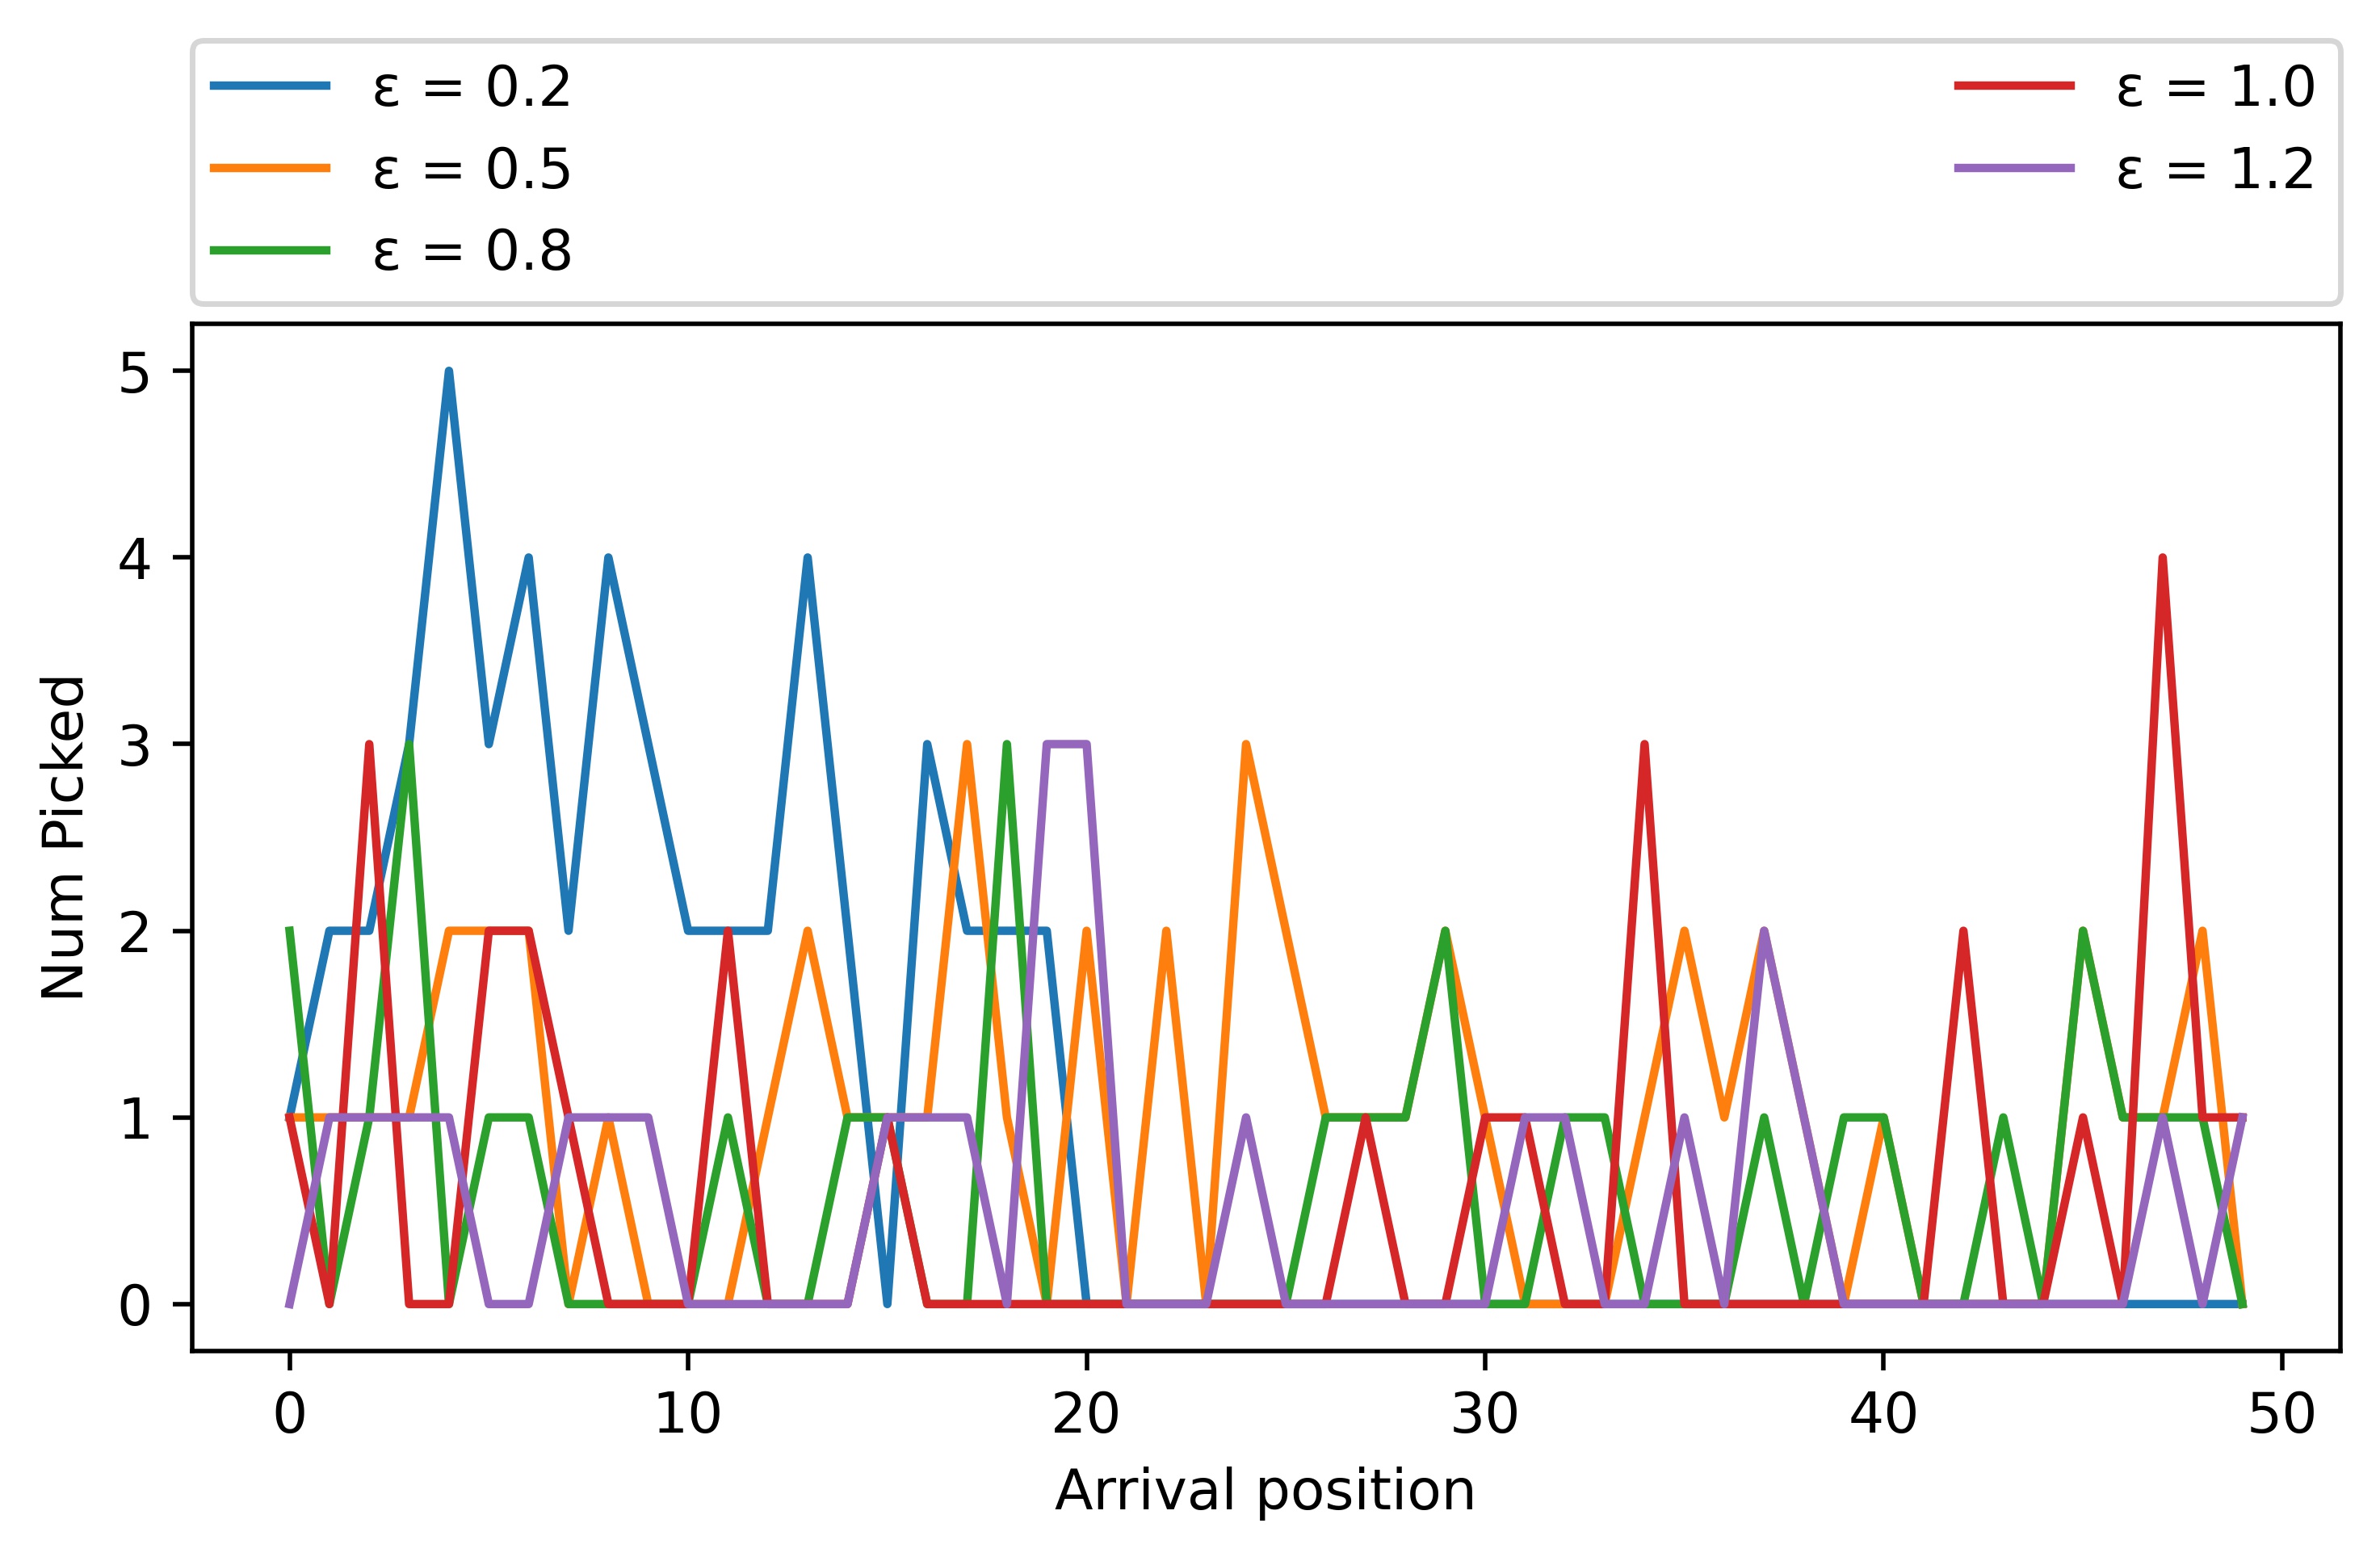 ε = 0.2
ε = 0.5
ε = 0.8
ε = 1.0
ε = 1.2
5
4
3
2
1
0
Num Picked
0 10 20 30 40 50
Arrival position